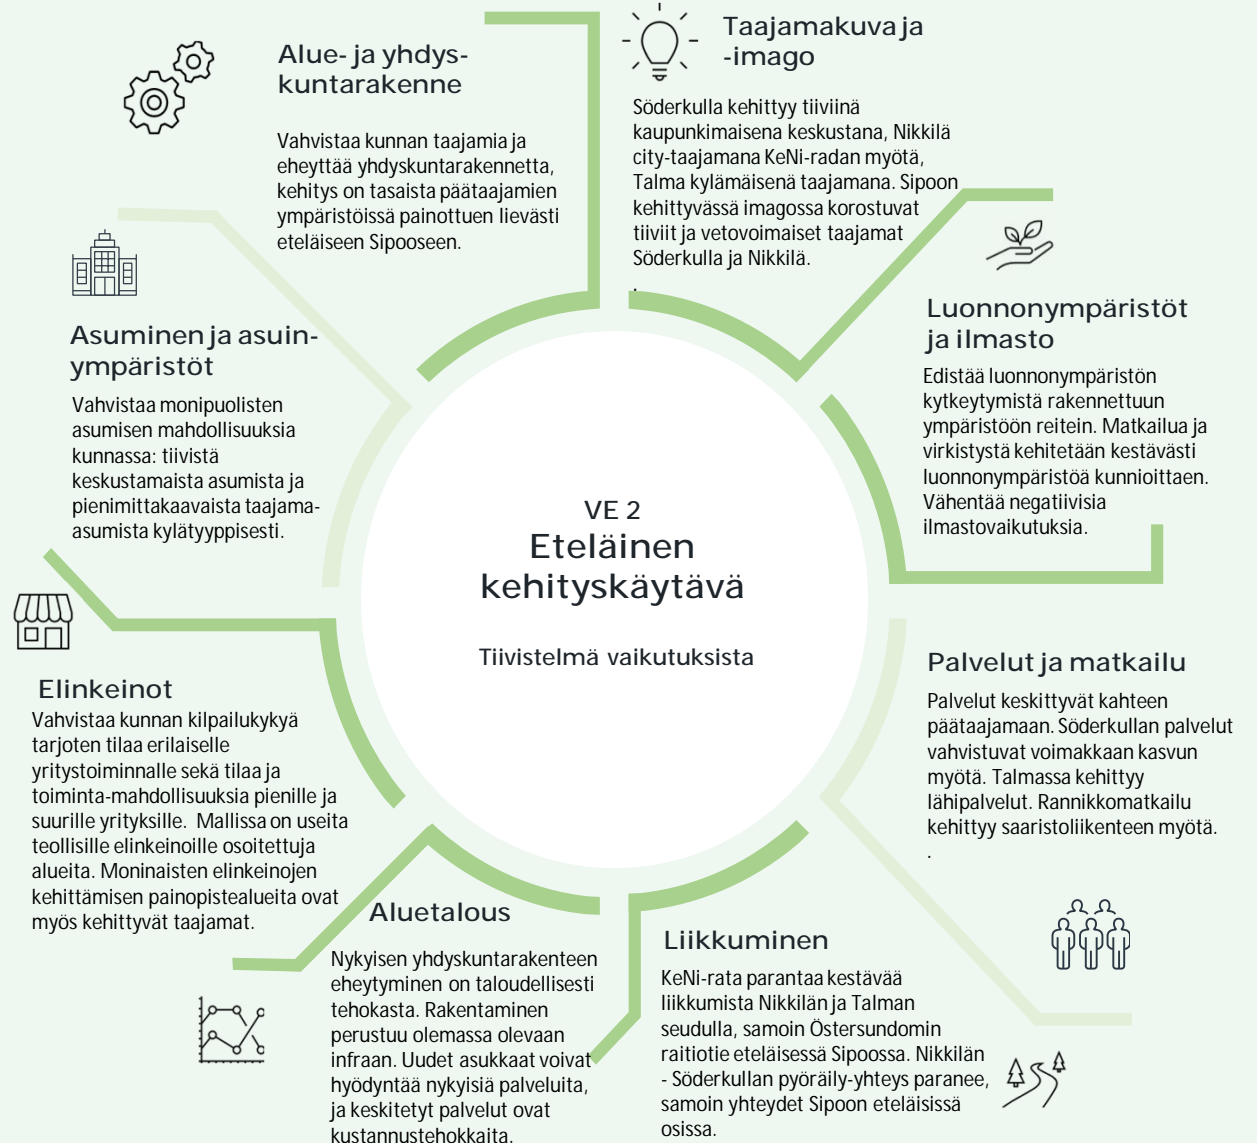 Alue- ja yhdys-
kuntarakenne
Vahvistaa kunnan taajamia ja
eheyttää yhdyskuntarakennetta,
kehitys on tasaista päätaajamien
ympäristöissä painottuen lievästi
eteläiseen Sipooseen.
Taajamakuva ja
-imago
Söderkulla kehittyy tiiviinä
kaupunkimaisena keskustana, Nikkilä
city-taajamana KeNi-radan myötä,
Talma kylämäisenä taajamana. Sipoon
kehittyvässä imagossa korostuvat
tiiviit ja vetovoimaiset taajamat
Söderkulla ja Nikkilä.
.
Luonnonympäristöt
ja ilmasto
Edistää luonnonympäristön
kytkeytymistä rakennettuun
ympäristöön reitein. Matkailua ja
virkistystä kehitetään kestävästi
luonnonympäristöä kunnioittaen.
Vähentää negatiivisia
ilmastovaikutuksia.
Asuminen ja asuin-
ympäristöt
Vahvistaa monipuolisten
asumisen mahdollisuuksia
kunnassa: tiivistä
keskustamaista asumista ja
pienimittakaavaista taajama-
asumista kylätyyppisesti.
VE 2
Eteläinen
kehityskäytävä
Tiivistelmä vaikutuksista
Palvelut ja matkailu
Palvelut keskittyvät kahteen
päätaajamaan. Söderkullan palvelut
vahvistuvat voimakkaan kasvun
myötä. Talmassa kehittyy
lähipalvelut. Rannikkomatkailu
kehittyy saaristoliikenteen myötä.
.
Elinkeinot
Vahvistaa kunnan kilpailukykyä
tarjoten tilaa erilaiselle
yritystoiminnalle sekä tilaa ja
toiminta-mahdollisuuksia pienille ja
suurille yrityksille. Mallissa on useita
teollisille elinkeinoille osoitettuja
alueita. Moninaisten elinkeinojen
kehittämisen painopistealueita ovat
myös kehittyvät taajamat.
Aluetalous
Nykyisen yhdyskuntarakenteen
eheytyminen on taloudellisesti
tehokasta. Rakentaminen
perustuu olemassa olevaan
infraan. Uudet asukkaat voivat
hyödyntää nykyisiä palveluita,
ja keskitetyt palvelut ovat
kustannustehokkaita.
Liikkuminen
KeNi-rata parantaa kestävää
liikkumista Nikkilän ja Talman
seudulla, samoin Östersundomin
raitiotie eteläisessä Sipoossa. Nikkilän
- Söderkullan pyöräily-yhteys paranee,
samoin yhteydet Sipoon eteläisissä
osissa.